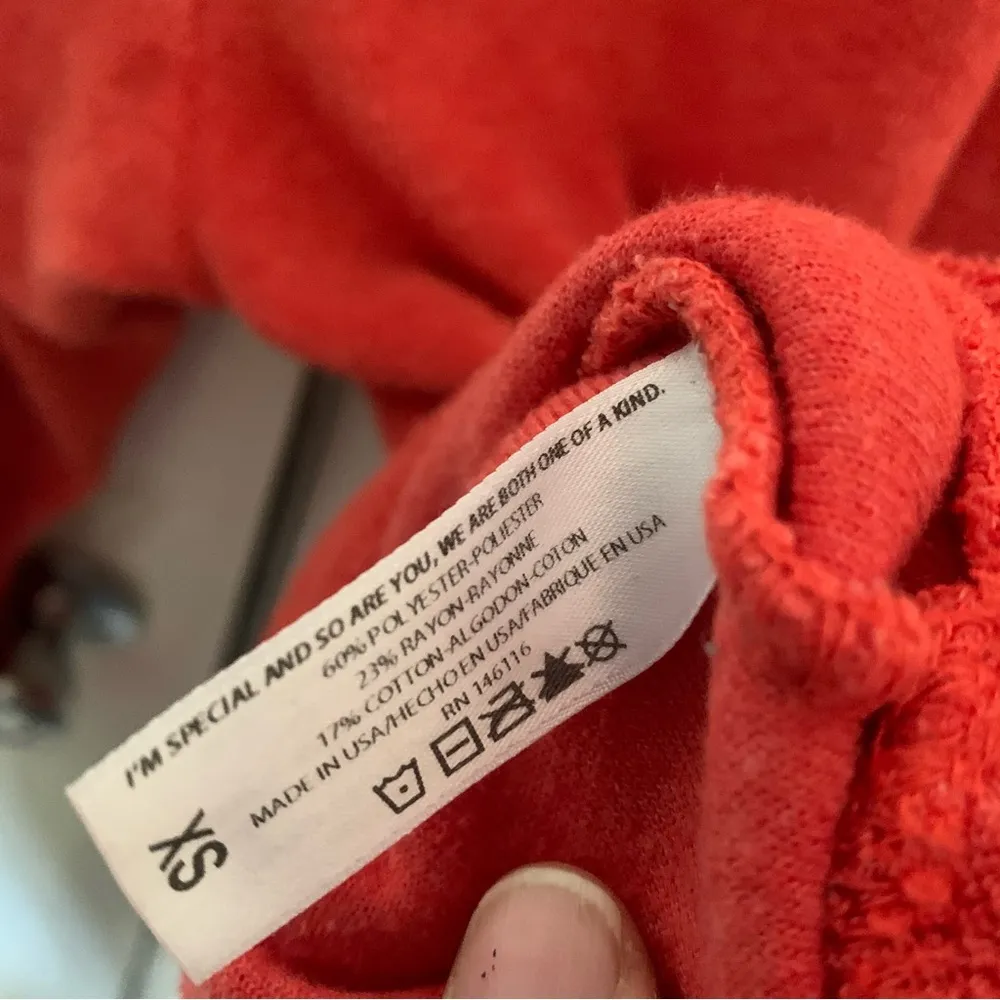 I'M SPECIAL AND SO ARE YOU, WE ARE BOTH ONE OF A KIND.
60% POLYESTER-POLIESTER
23% RAYON-RAYONNE
17% COTTON-ALGODON-COTON
MADE IN USA/HECHO EN USA/FABRIQUE EN USA
RN 146116
XS